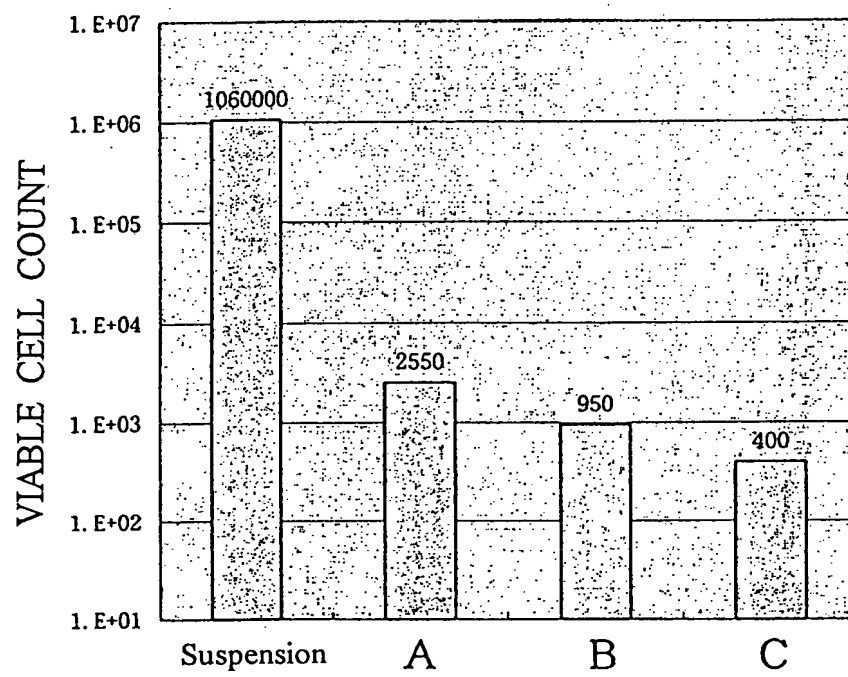 1. E+07
1060000
1. E+06
1. E+05
1. E+04
2550
950
1. E+03
400
1. E+02
1. E+01
VIABLE CELL COUNT
Suspension A B C